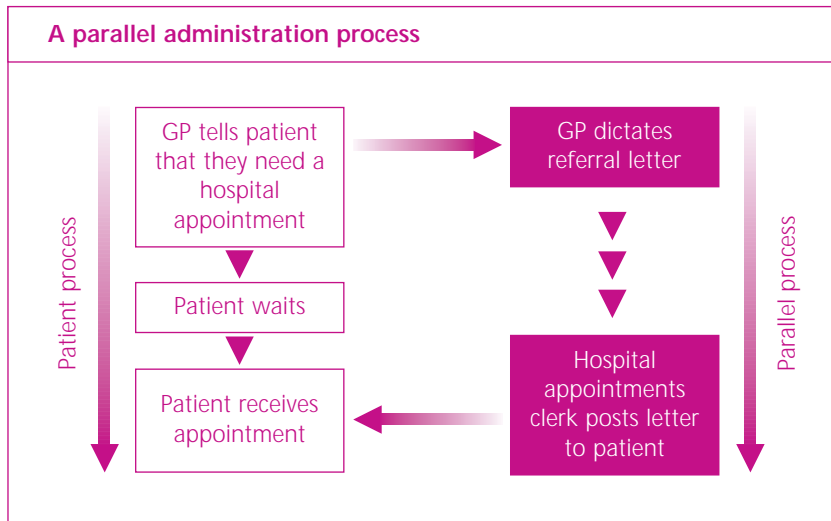 A parallel administration process
Patient process
GP tells patient
that they need a
hospital
appointment
Patient waits
Patient receives
appointment
GP dictates
referral letter
Hospital
appointments
clerk posts letter
to patient
Parallel process